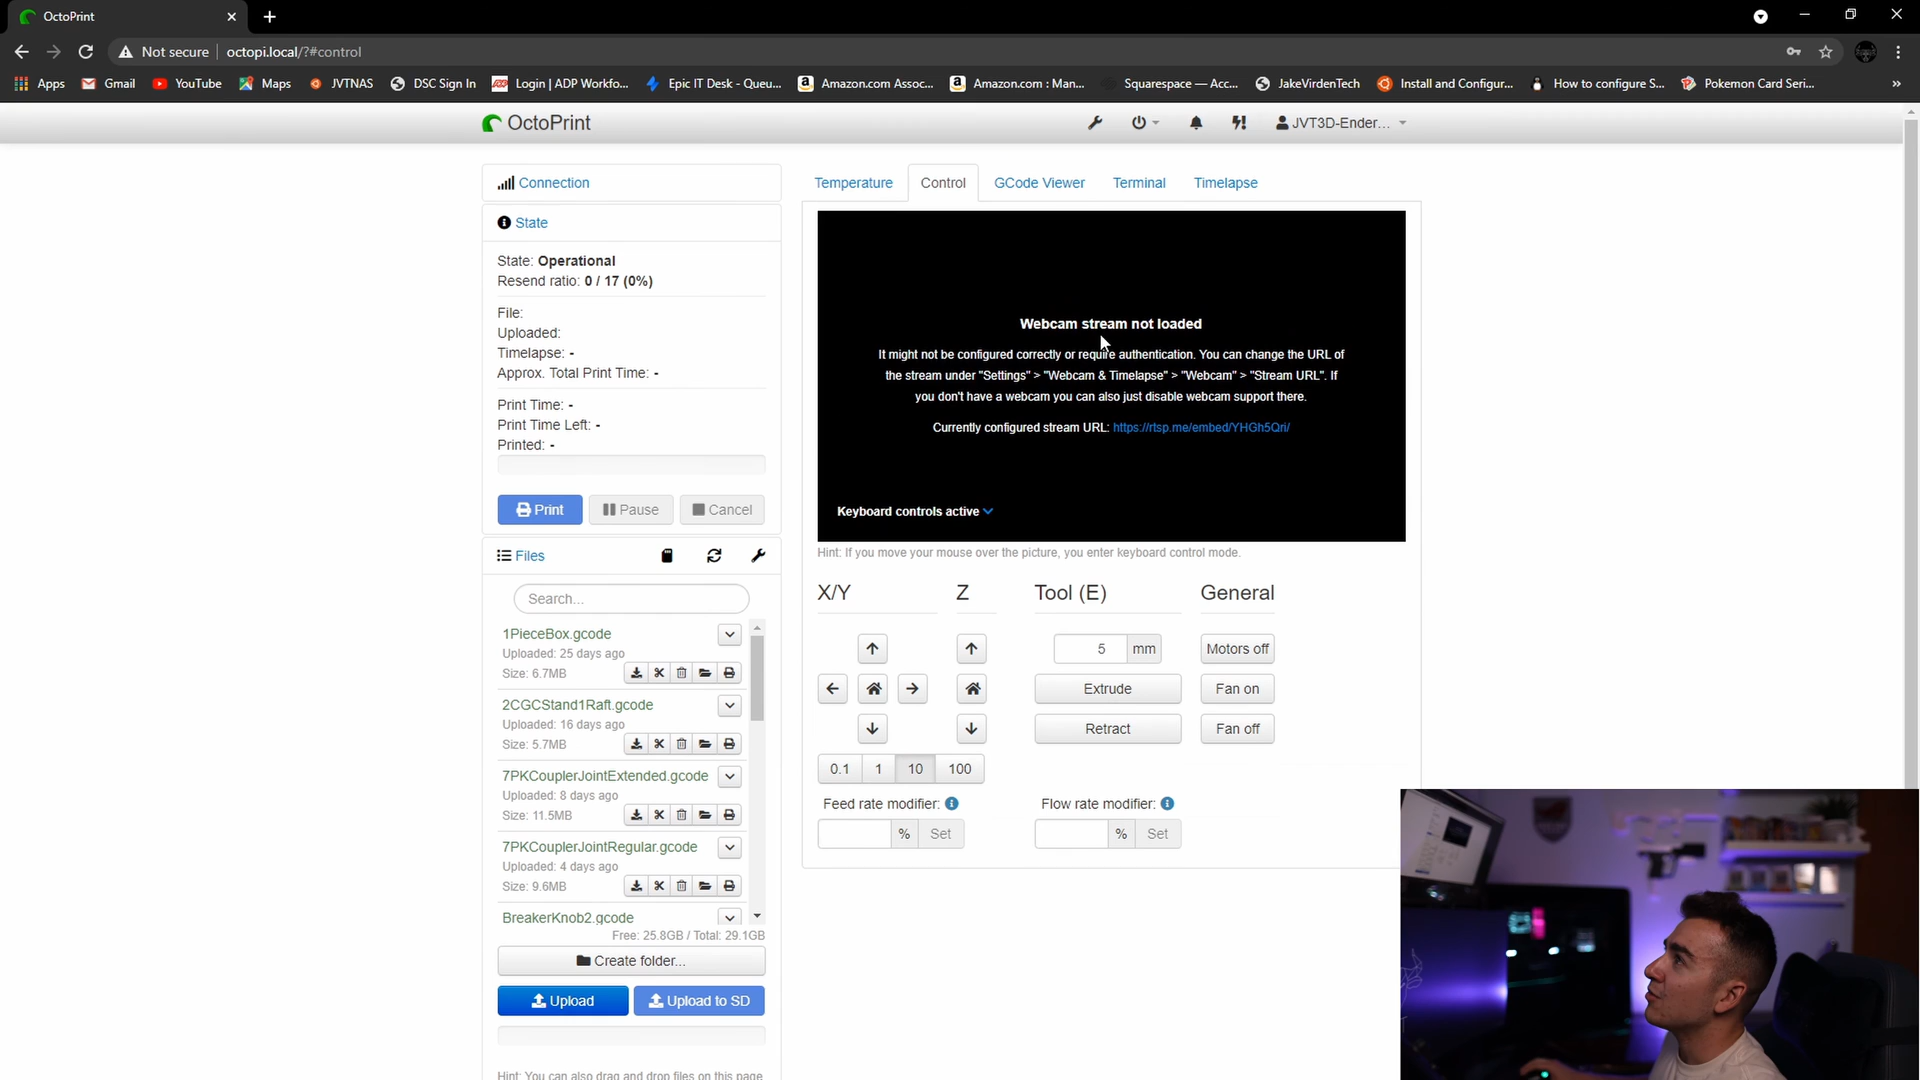 OctoPrint
Not secure octopi.local/?#control
Apps Gmail YouTube Maps JVTNAS DSC Sign In Login | ADP Workfo... Epic IT Desk - Queu... Amazon.com Assoc... Amazon.com : Man... Squarespace — Acc... JakeVirdenTech Install and Configur... How to configure S... Pokemon Card Seri... »
OctoPrint JVT3D-Ender...
Connection
State
State: Operational
Resend ratio: 0 / 17 (0%)
File:
Uploaded:
Timelapse: -
Approx. Total Print Time: -
Print Time: -
Print Time Left: -
Printed: -
Print Pause Cancel
Files
Search...
1PieceBox.gcode
Uploaded: 25 days ago
Size: 6.7MB
2CGCStand1Raft.gcode
Uploaded: 16 days ago
Size: 5.7MB
7PKCouplerJointExtended.gcode
Uploaded: 8 days ago
Size: 11.5MB
7PKCouplerJointRegular.gcode
Uploaded: 4 days ago
Size: 9.6MB
BreakerKnob2.gcode
Free: 25.8GB / Total: 29.1GB
Create folder...
Upload Upload to SD
Hint: You can also drag and drop files on this page
Temperature Control GCode Viewer Terminal Timelapse
Webcam stream not loaded
It might not be configured correctly or require authentication. You can change the URL of
the stream under "Settings" > "Webcam & Timelapse" > "Webcam" > "Stream URL". If
you don't have a webcam you can also just disable webcam support there.
Currently configured stream URL: https://rtsp.me/embed/YHGh5Qri/
Keyboard controls active
Hint: If you move your mouse over the picture, you enter keyboard control mode.
X/Y Z Tool (E) General
5 mm Motors off
Extrude Fan on
Retract Fan off
0.1 1 10 100
Feed rate modifier: Flow rate modifier:
% Set % Set